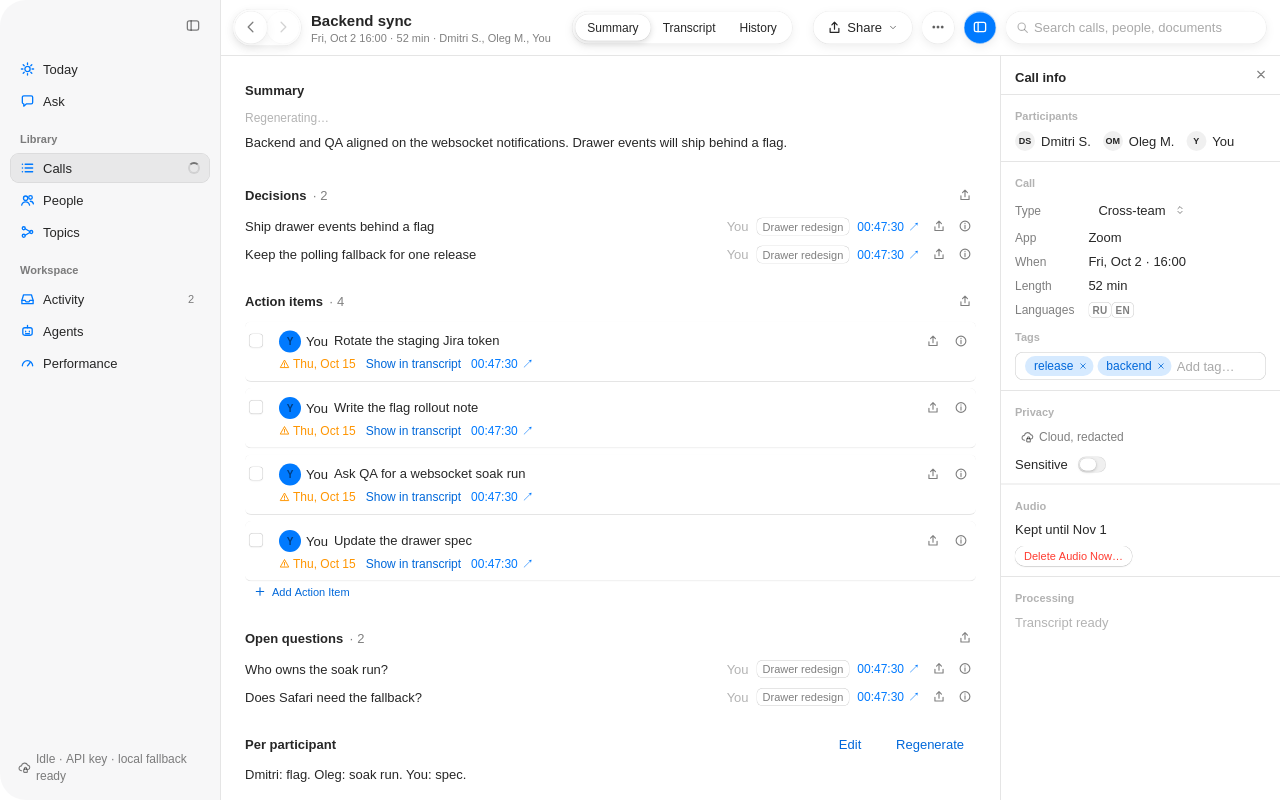 Today
Ask
Library
Calls
People
Topics
Workspace
Activity 2
Agents
Performance
Idle · API key · local fallback
ready
Backend sync
Fri, Oct 2 16:00 · 52 min · Dmitri S., Oleg M., You
Summary Transcript History
Share
Search calls, people, documents
Summary
Regenerating…
Backend and QA aligned on the websocket notifications. Drawer events will ship behind a flag.
Decisions · 2
Ship drawer events behind a flag You Drawer redesign 00:47:30 ↗
Keep the polling fallback for one release You Drawer redesign 00:47:30 ↗
Action items · 4
Y You Rotate the staging Jira token
Thu, Oct 15 Show in transcript 00:47:30 ↗
Y You Write the flag rollout note
Thu, Oct 15 Show in transcript 00:47:30 ↗
Y You Ask QA for a websocket soak run
Thu, Oct 15 Show in transcript 00:47:30 ↗
Y You Update the drawer spec
Thu, Oct 15 Show in transcript 00:47:30 ↗
Add Action Item
Open questions · 2
Who owns the soak run? You Drawer redesign 00:47:30 ↗
Does Safari need the fallback? You Drawer redesign 00:47:30 ↗
Per participant Edit Regenerate
Dmitri: flag. Oleg: soak run. You: spec.
Call info
Participants
DS Dmitri S. OM Oleg M. Y You
Call
Type Cross-team
App Zoom
When Fri, Oct 2 · 16:00
Length 52 min
Languages RU EN
Tags
release × backend × Add tag…
Privacy
Cloud, redacted
Sensitive
Audio
Kept until Nov 1
Delete Audio Now…
Processing
Transcript ready